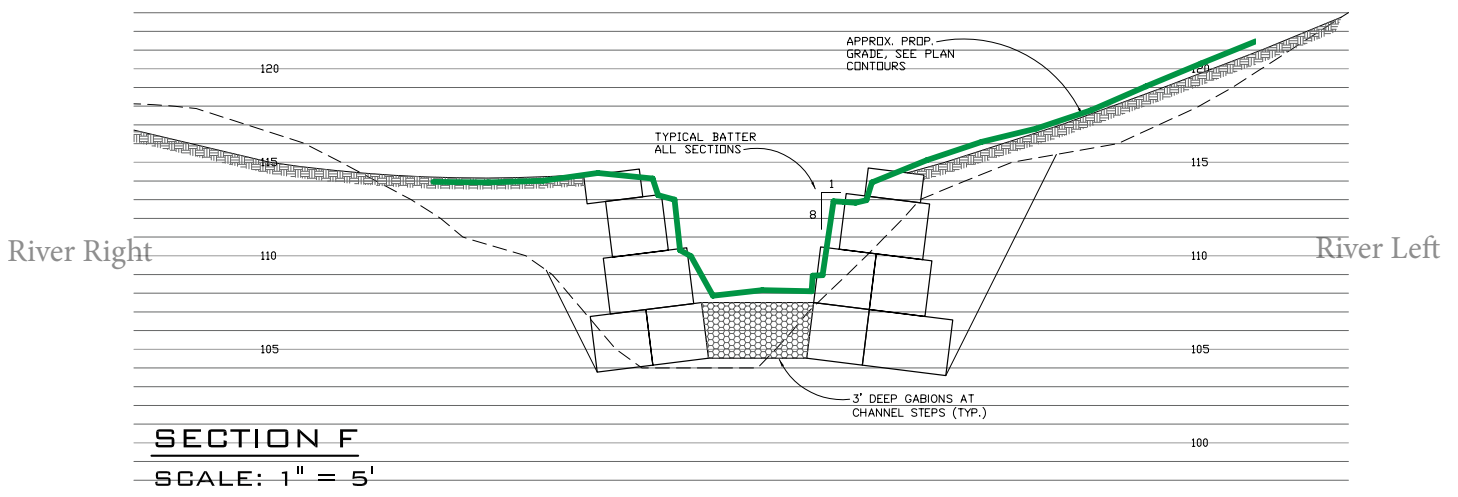 APPROX. PROP.
GRADE, SEE PLAN
CONTOURS
120
120
TYPICAL BATTER
ALL SECTIONS
115
115
1
8
River Right
110
110
River Left
105
105
3' DEEP GABIONS AT
CHANNEL STEPS (TYP.)
SECTION F
100
SCALE: 1" = 5'